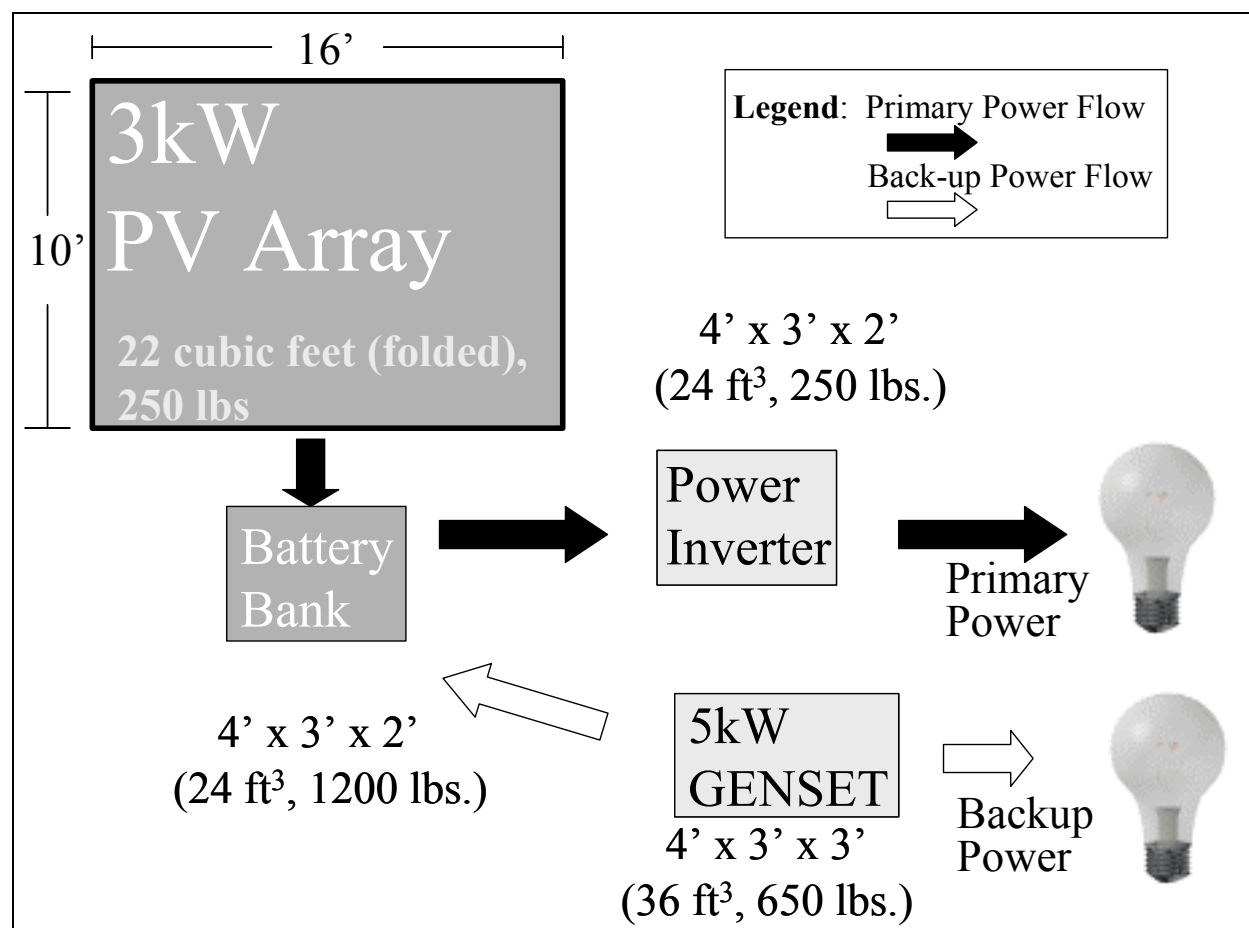 16’
10’
3kW
PV Array
22 cubic feet (folded),
250 lbs
Legend: Primary Power Flow
Back-up Power Flow
4’ x 3’ x 2’
(24 ft³, 250 lbs.)
Power
Inverter
Primary
Power
Battery
Bank
4’ x 3’ x 2’
(24 ft³, 1200 lbs.)
5kW
GENSET
4’ x 3’ x 3’
(36 ft³, 650 lbs.)
Backup
Power